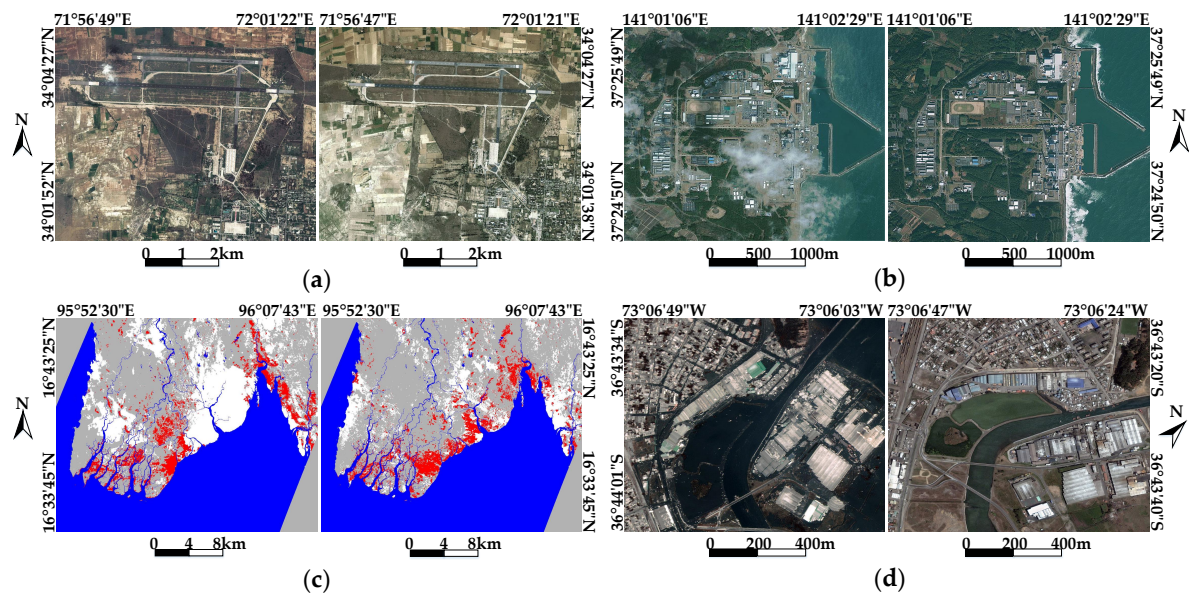 71°56'49"E 72°01'22"E 71°56'47"E 72°01'21"E
34°04'27"N 34°01'52"N
34°04'27"N 34°01'38"N
N
0 1 2km 0 1 2km
(a)
141°01'06"E 141°02'29"E 141°01'06"E 141°02'29"E
37°25'49"N 37°24'50"N
37°25'49"N 37°24'50"N
N
0 500 1000m 0 500 1000m
(b)
95°52'30"E 96°07'43"E 95°52'30"E 96°07'43"E
16°43'25"N 16°33'45"N
16°43'25"N 16°33'45"N
N
0 4 8km 0 4 8km
(c)
73°06'49"W 73°06'03"W 73°06'47"W 73°06'24"W
36°43'34"S 36°44'01"S
36°43'20"S 36°43'40"S
N
0 200 400m 0 200 400m
(d)